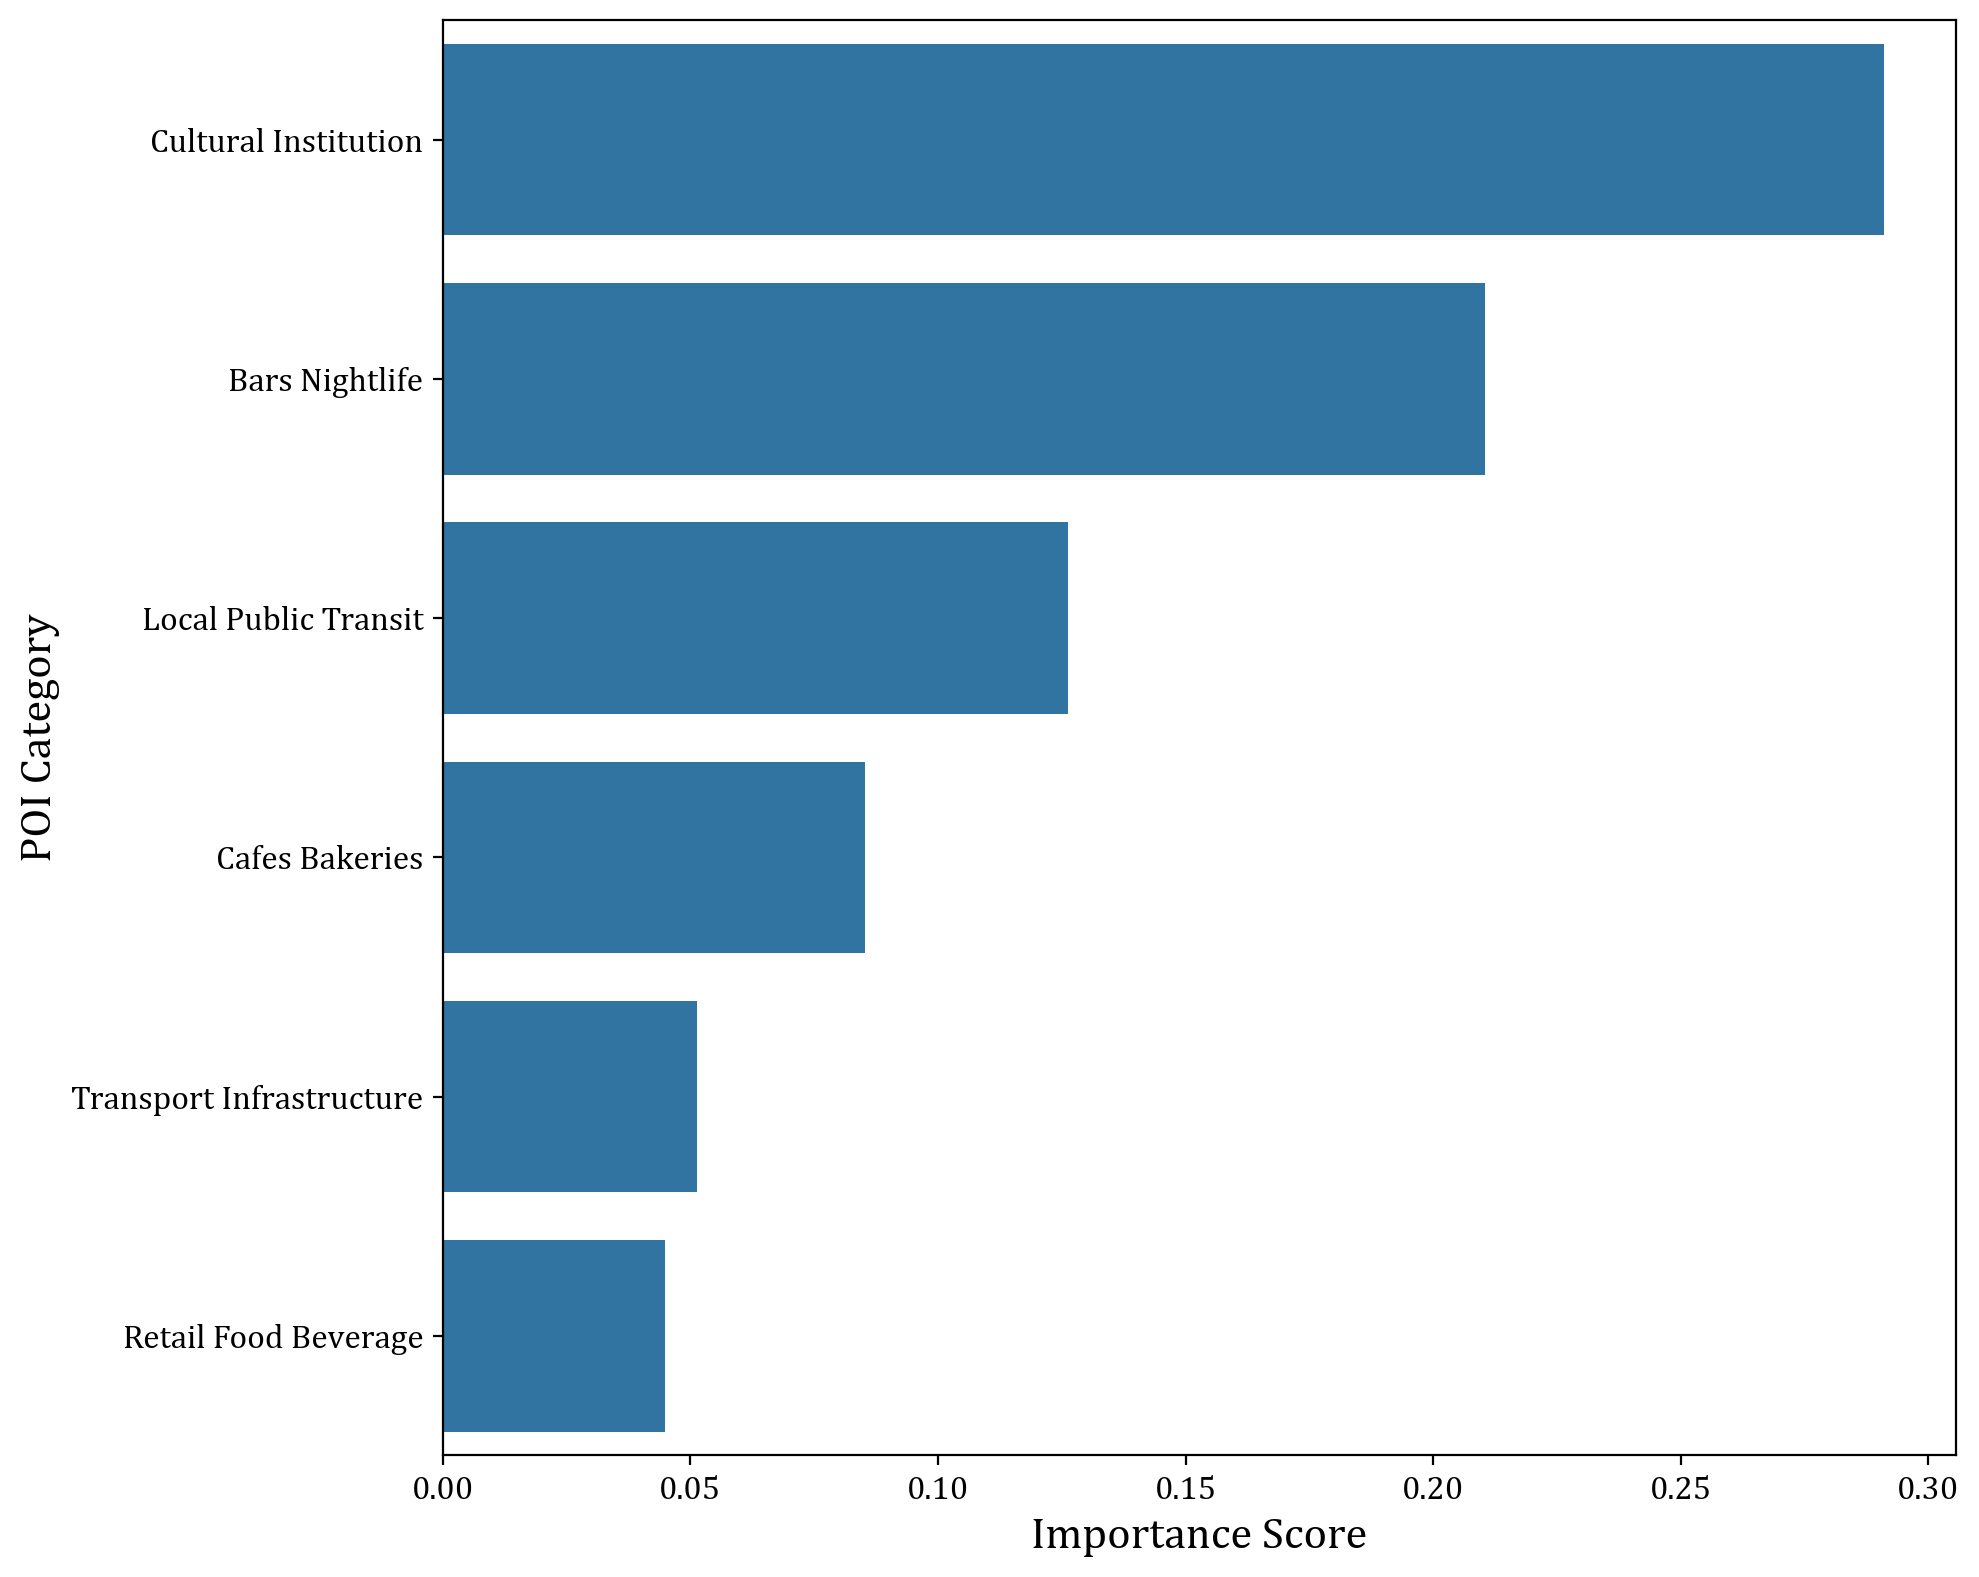 Cultural Institution
Bars Nightlife
Local Public Transit
Cafes Bakeries
Transport Infrastructure
Retail Food Beverage
POI Category
0.00 0.05 0.10 0.15 0.20 0.25 0.30
Importance Score